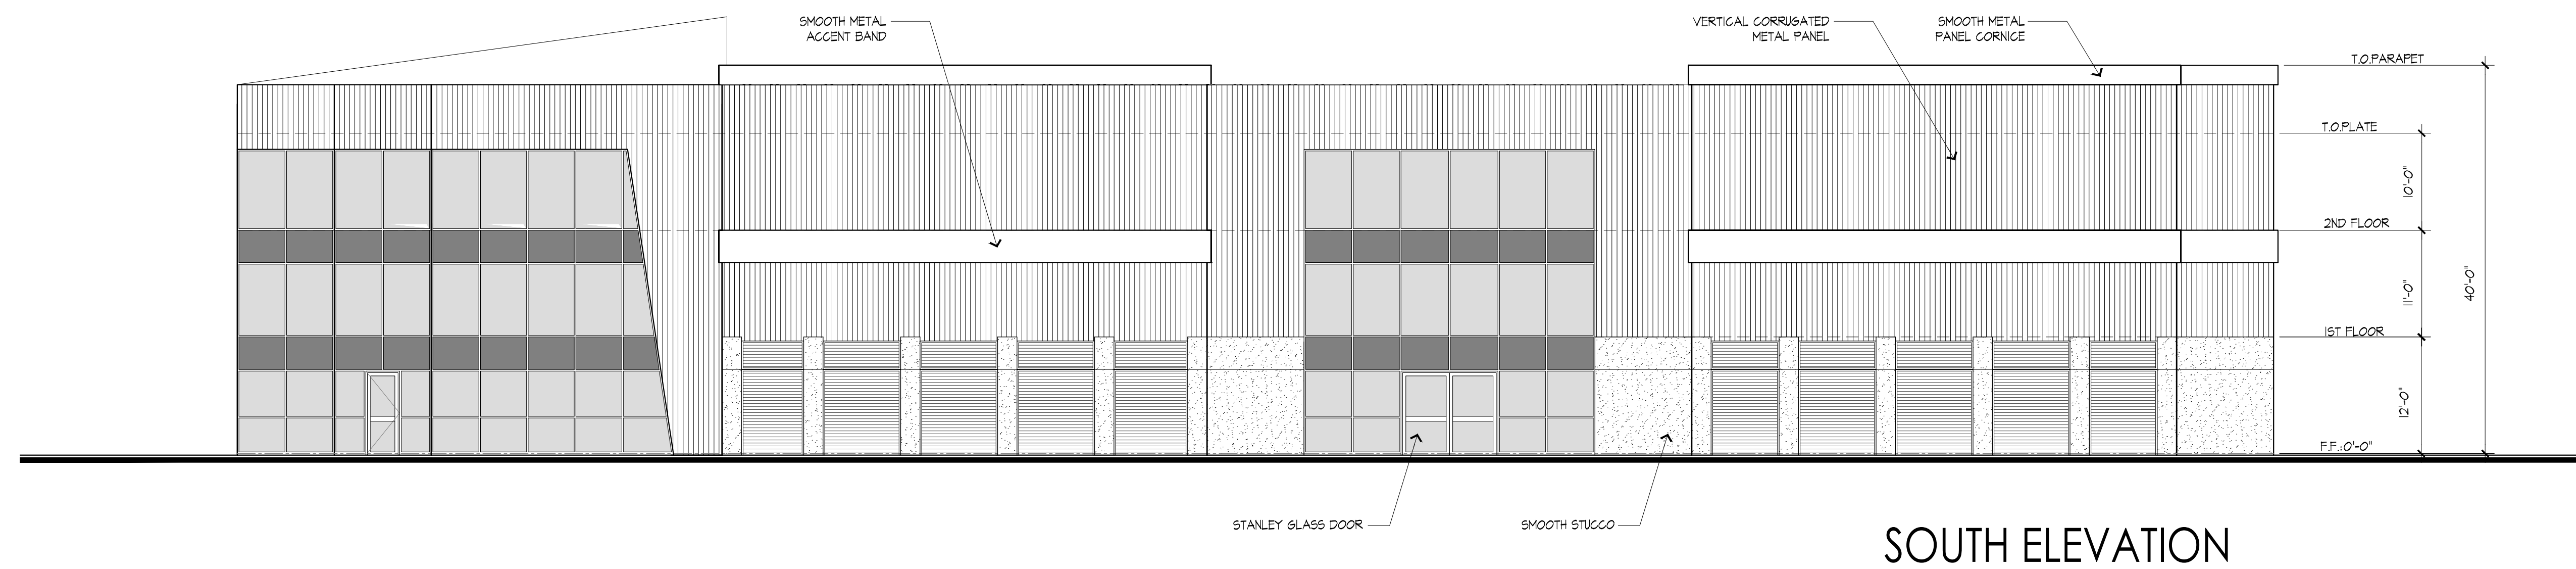 SMOOTH METAL
ACCENT BAND
VERTICAL CORRUGATED
METAL PANEL
SMOOTH METAL
PANEL CORNICE
T.O.PARAPET
T.O.PLATE
10'-0"
2ND FLOOR
11'-0"
40'-0"
1ST FLOOR
12'-0"
F.F.:0'-0"
STANLEY GLASS DOOR
SMOOTH STUCCO
SOUTH ELEVATION